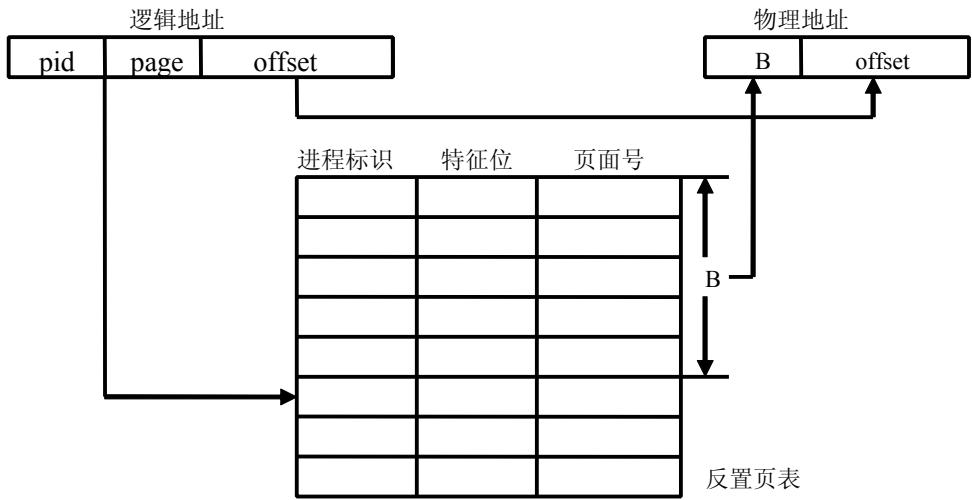 逻辑地址
物理地址
pid page offset
B offset
进程标识 特征位 页面号
B
反置页表